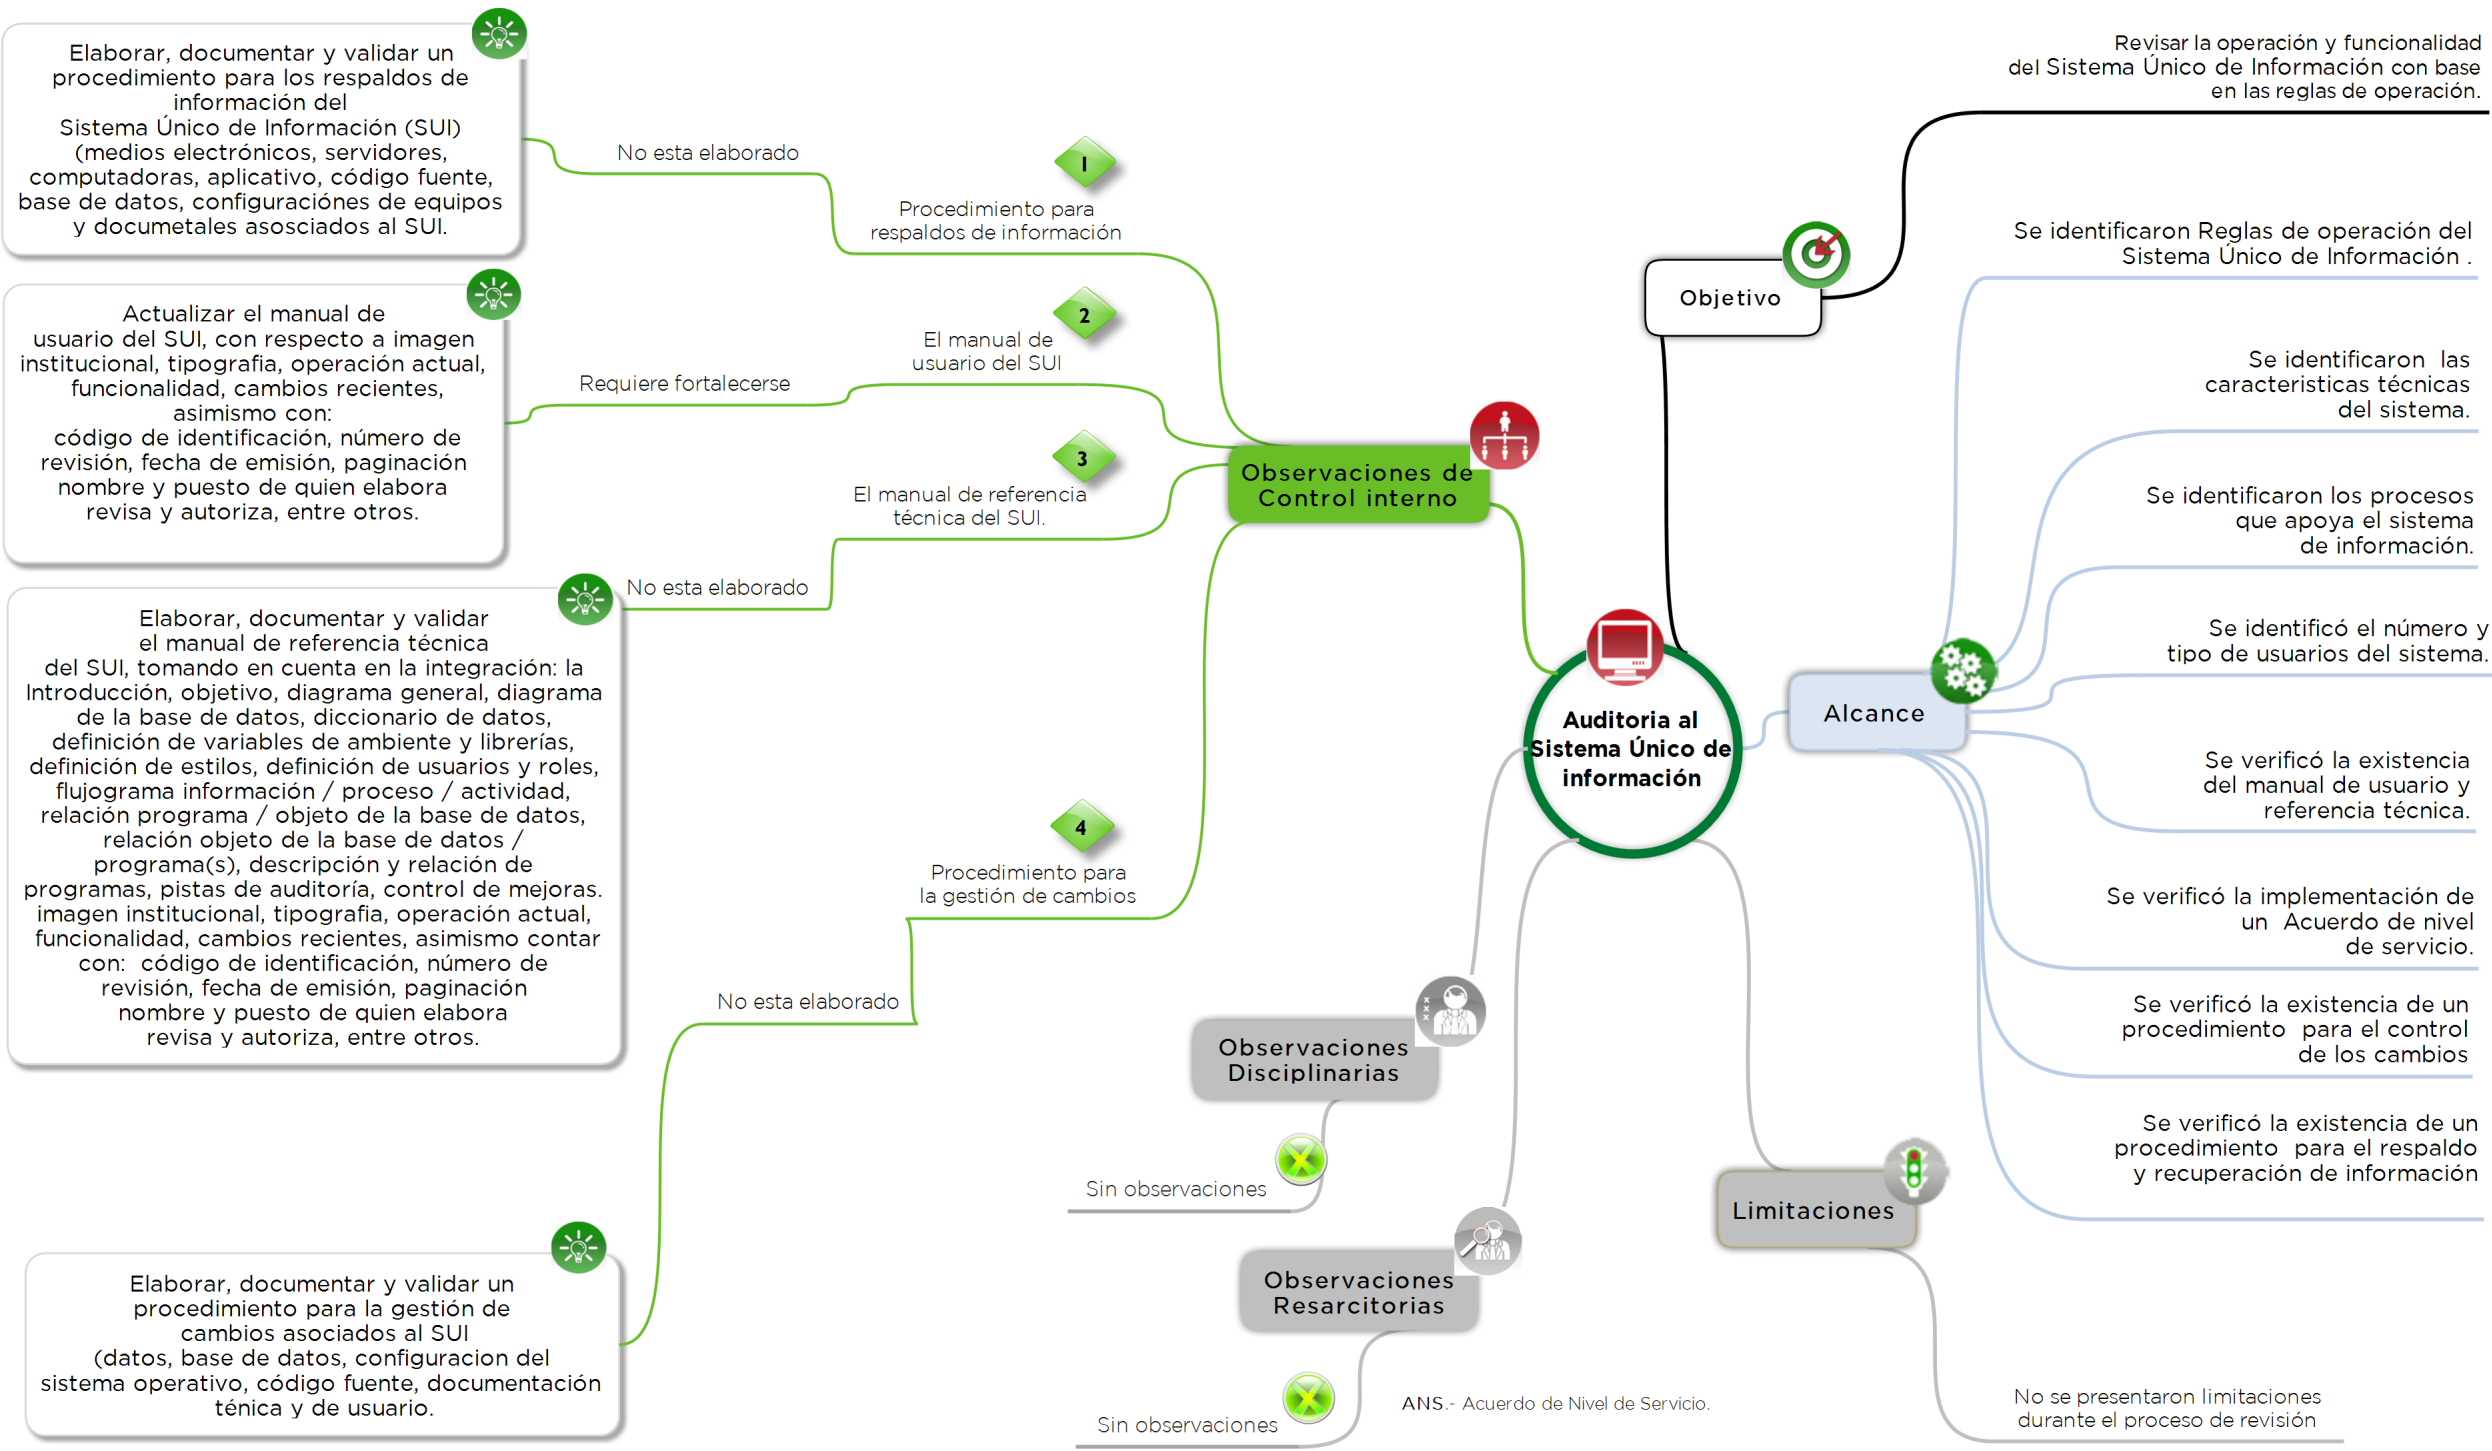 Auditoria al
Sistema Único de
información
Objetivo
Revisar la operación y funcionalidad
del Sistema Único de Información con base
en las reglas de operación.
Alcance
Se identificaron Reglas de operación del
Sistema Único de Información .
Se identificaron las
caracteristicas técnicas
del sistema.
Se identificaron los procesos
que apoya el sistema
de información.
Se identificó el número y
tipo de usuarios del sistema.
Se verificó la existencia
del manual de usuario y
referencia técnica.
Se verificó la implementación de
un Acuerdo de nivel
de servicio.
Se verificó la existencia de un
procedimiento para el control
de los cambios
Se verificó la existencia de un
procedimiento para el respaldo
y recuperación de información
Limitaciones
No se presentaron limitaciones
durante el proceso de revisión
Observaciones de
Control interno
1
Procedimiento para
respaldos de información
No esta elaborado
Elaborar, documentar y validar un
procedimiento para los respaldos de
información del
Sistema Único de Información (SUI)
(medios electrónicos, servidores,
computadoras, aplicativo, código fuente,
base de datos, configuraciónes de equipos
y documetales asosciados al SUI.
2
El manual de
usuario del SUI
Requiere fortalecerse
Actualizar el manual de
usuario del SUI, con respecto a imagen
institucional, tipografia, operación actual,
funcionalidad, cambios recientes,
asimismo con:
código de identificación, número de
revisión, fecha de emisión, paginación
nombre y puesto de quien elabora
revisa y autoriza, entre otros.
3
El manual de referencia
técnica del SUI.
No esta elaborado
Elaborar, documentar y validar
el manual de referencia técnica
del SUI, tomando en cuenta en la integración: la
Introducción, objetivo, diagrama general, diagrama
de la base de datos, diccionario de datos,
definición de variables de ambiente y librerías,
definición de estilos, definición de usuarios y roles,
flujograma información / proceso / actividad,
relación programa / objeto de la base de datos,
relación objeto de la base de datos /
programa(s), descripción y relación de
programas, pistas de auditoría, control de mejoras.
imagen institucional, tipografia, operación actual,
funcionalidad, cambios recientes, asimismo contar
con: código de identificación, número de
revisión, fecha de emisión, paginación
nombre y puesto de quien elabora
revisa y autoriza, entre otros.
4
Procedimiento para
la gestión de cambios
No esta elaborado
Elaborar, documentar y validar un
procedimiento para la gestión de
cambios asociados al SUI
(datos, base de datos, configuracion del
sistema operativo, código fuente, documentación
ténica y de usuario.
Observaciones
Disciplinarias
Sin observaciones
Observaciones
Resarcitorias
Sin observaciones
ANS.- Acuerdo de Nivel de Servicio.